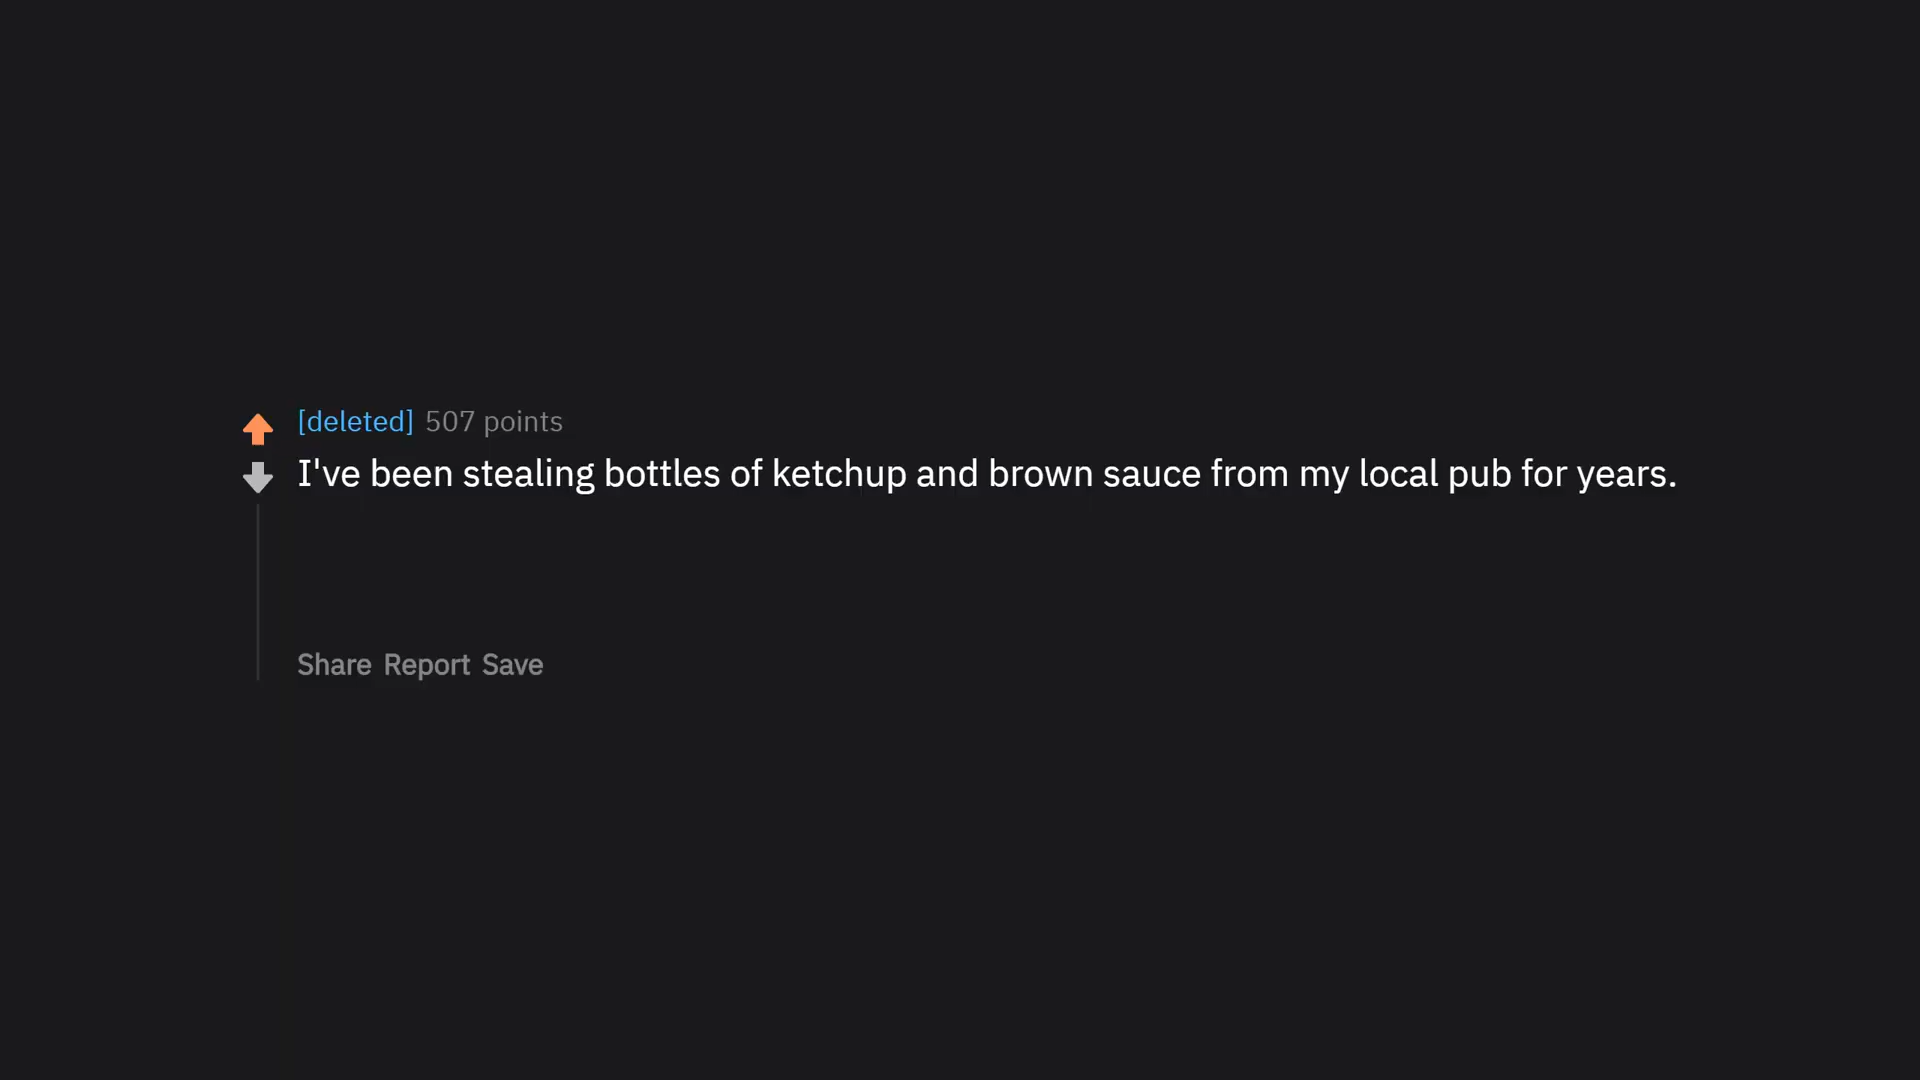 [deleted] 507 points
I've been stealing bottles of ketchup and brown sauce from my local pub for years.
Share Report Save